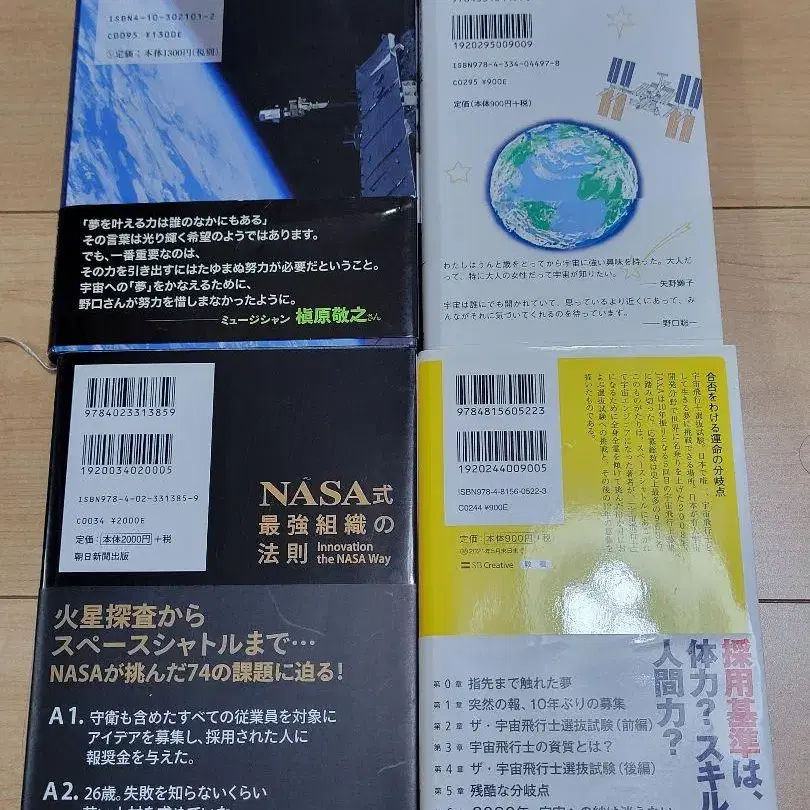 ISBN4-10-302101-2
C0095 ¥1300E
定価:本体1300円(税別)
「夢を叶える力は誰のなかにもある」
その言葉は光り輝く希望のようではあります。
でも、一番重要なのは、
その力を引き出すにはたゆまぬ努力が必要だということ。
宇宙への「夢」をかなえるために、
野口さんが努力を惜しまなかったように。
ミュージシャン 槇原敬之さん
1920295009009
ISBN978-4-334-04497-8
C0295 ¥900E
定価(本体900円+税)
わたしはうんと歳をとってから宇宙に強い興味を持った。大人だ
って、特に大人の女性だって宇宙が知りたい。
——矢野顕子
宇宙は誰にでも開かれていて、思っているより近くにあって、み
んながそれに気づいてくれるのを待っています。
——野口聡一
9784023313859
1920034020005
ISBN978-4-02-331385-9
C0034 ¥2000E
定価:本体2000円+税
朝日新聞出版
NASA式
最強組織の
法則
Innovation
the NASA Way
火星探査から
スペースシャトルまで…
NASAが挑んだ74の課題に迫る!
A1. 守衛も含めたすべての従業員を対象に
アイデアを募集し、採用された人に
報奨金を与えた。
A2. 26歳。失敗を知らないくらい
9784815605223
1920244009005
ISBN978-4-8156-0522-3
C0244 ¥900E
定価:本体900円+税
SB Creative
合否をわける運命の分岐点
採用基準は、
体力?スキル
人間力?
第0章 指先まで触れた夢
第1章 突然の報、10年ぶりの募集
第2章 ザ・宇宙飛行士選抜試験(前編)
第3章 宇宙飛行士の資質とは?
第4章 ザ・宇宙飛行士選抜試験(後編)
第5章 残酷な分岐点